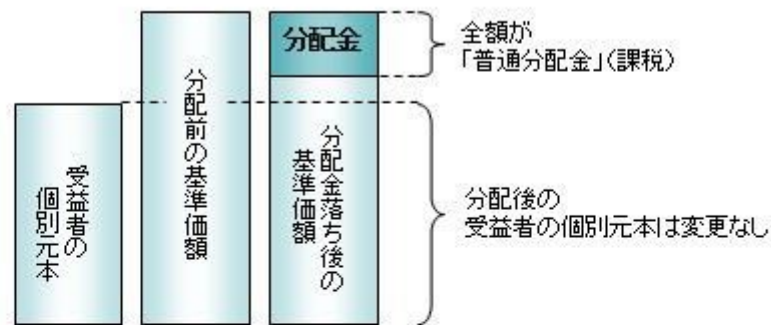 受益者の
個別元本
分配前の基準価額
分配金
分配金落ち後の
基準価額
全額が
「普通分配金」(課税)
分配後の
受益者の個別元本は変更なし